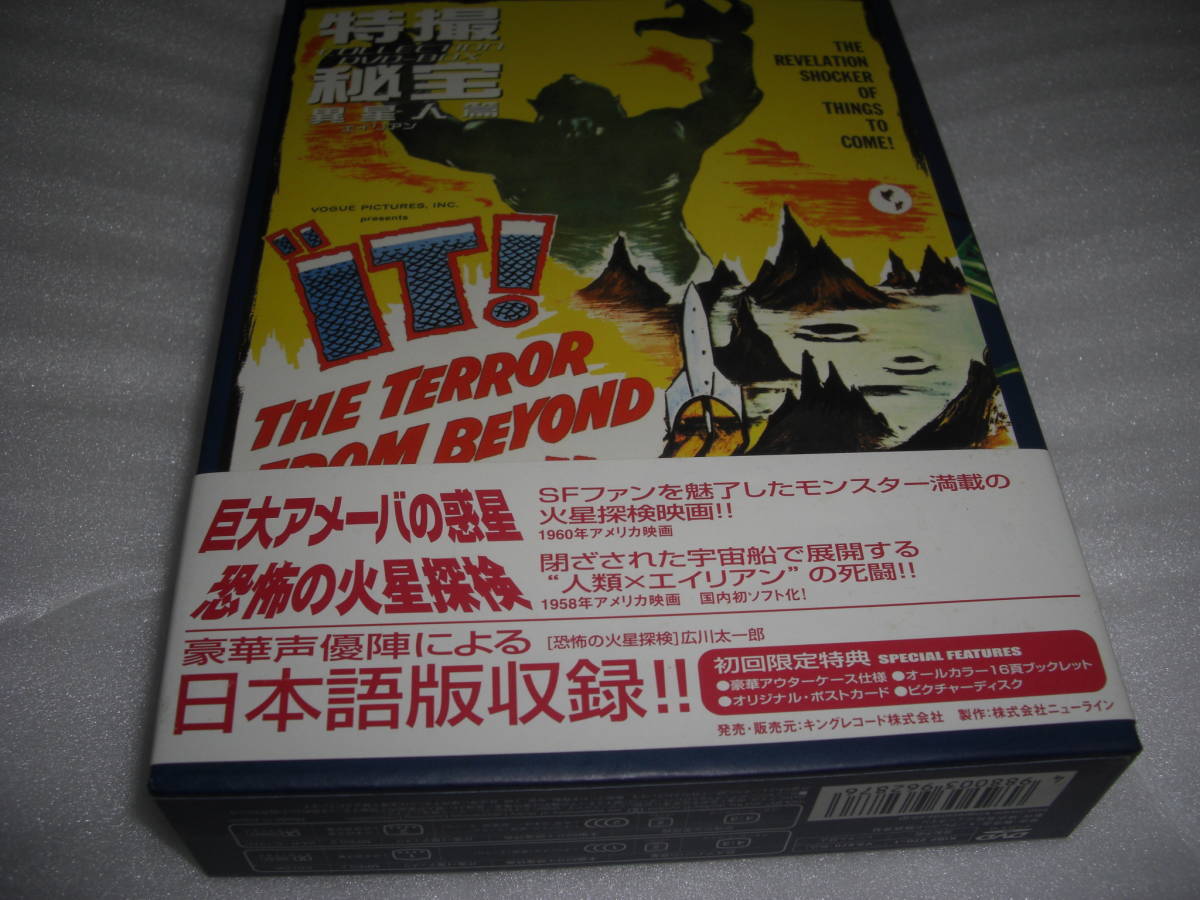 特撮
COLLECTION
DVD-BOX
秘宝
異星人篇
エイリアン
THE
REVELATION
SHOCKER
OF
THINGS
TO
COME!
VOGUE PICTURES, INC.
presents
"IT!
THE TERROR
FROM BEYOND
巨大アメーバの惑星
SFファンを魅了したモンスター満載の
火星探検映画!!
1960年アメリカ映画
恐怖の火星探検
閉ざされた宇宙船で展開する
“人類×エイリアン”の死闘!!
1958年アメリカ映画 国内初ソフト化!
豪華声優陣による
[恐怖の火星探検]広川太一郎
日本語版収録!!
初回限定特典 SPECIAL FEATURES
●豪華アウターケース仕様 ●オールカラー16頁ブックレット
●オリジナル・ポストカード ●ピクチャーディスク
発売・販売元:キングレコード株式会社 製作:株式会社ニューライン
4 988003 962876
DVD